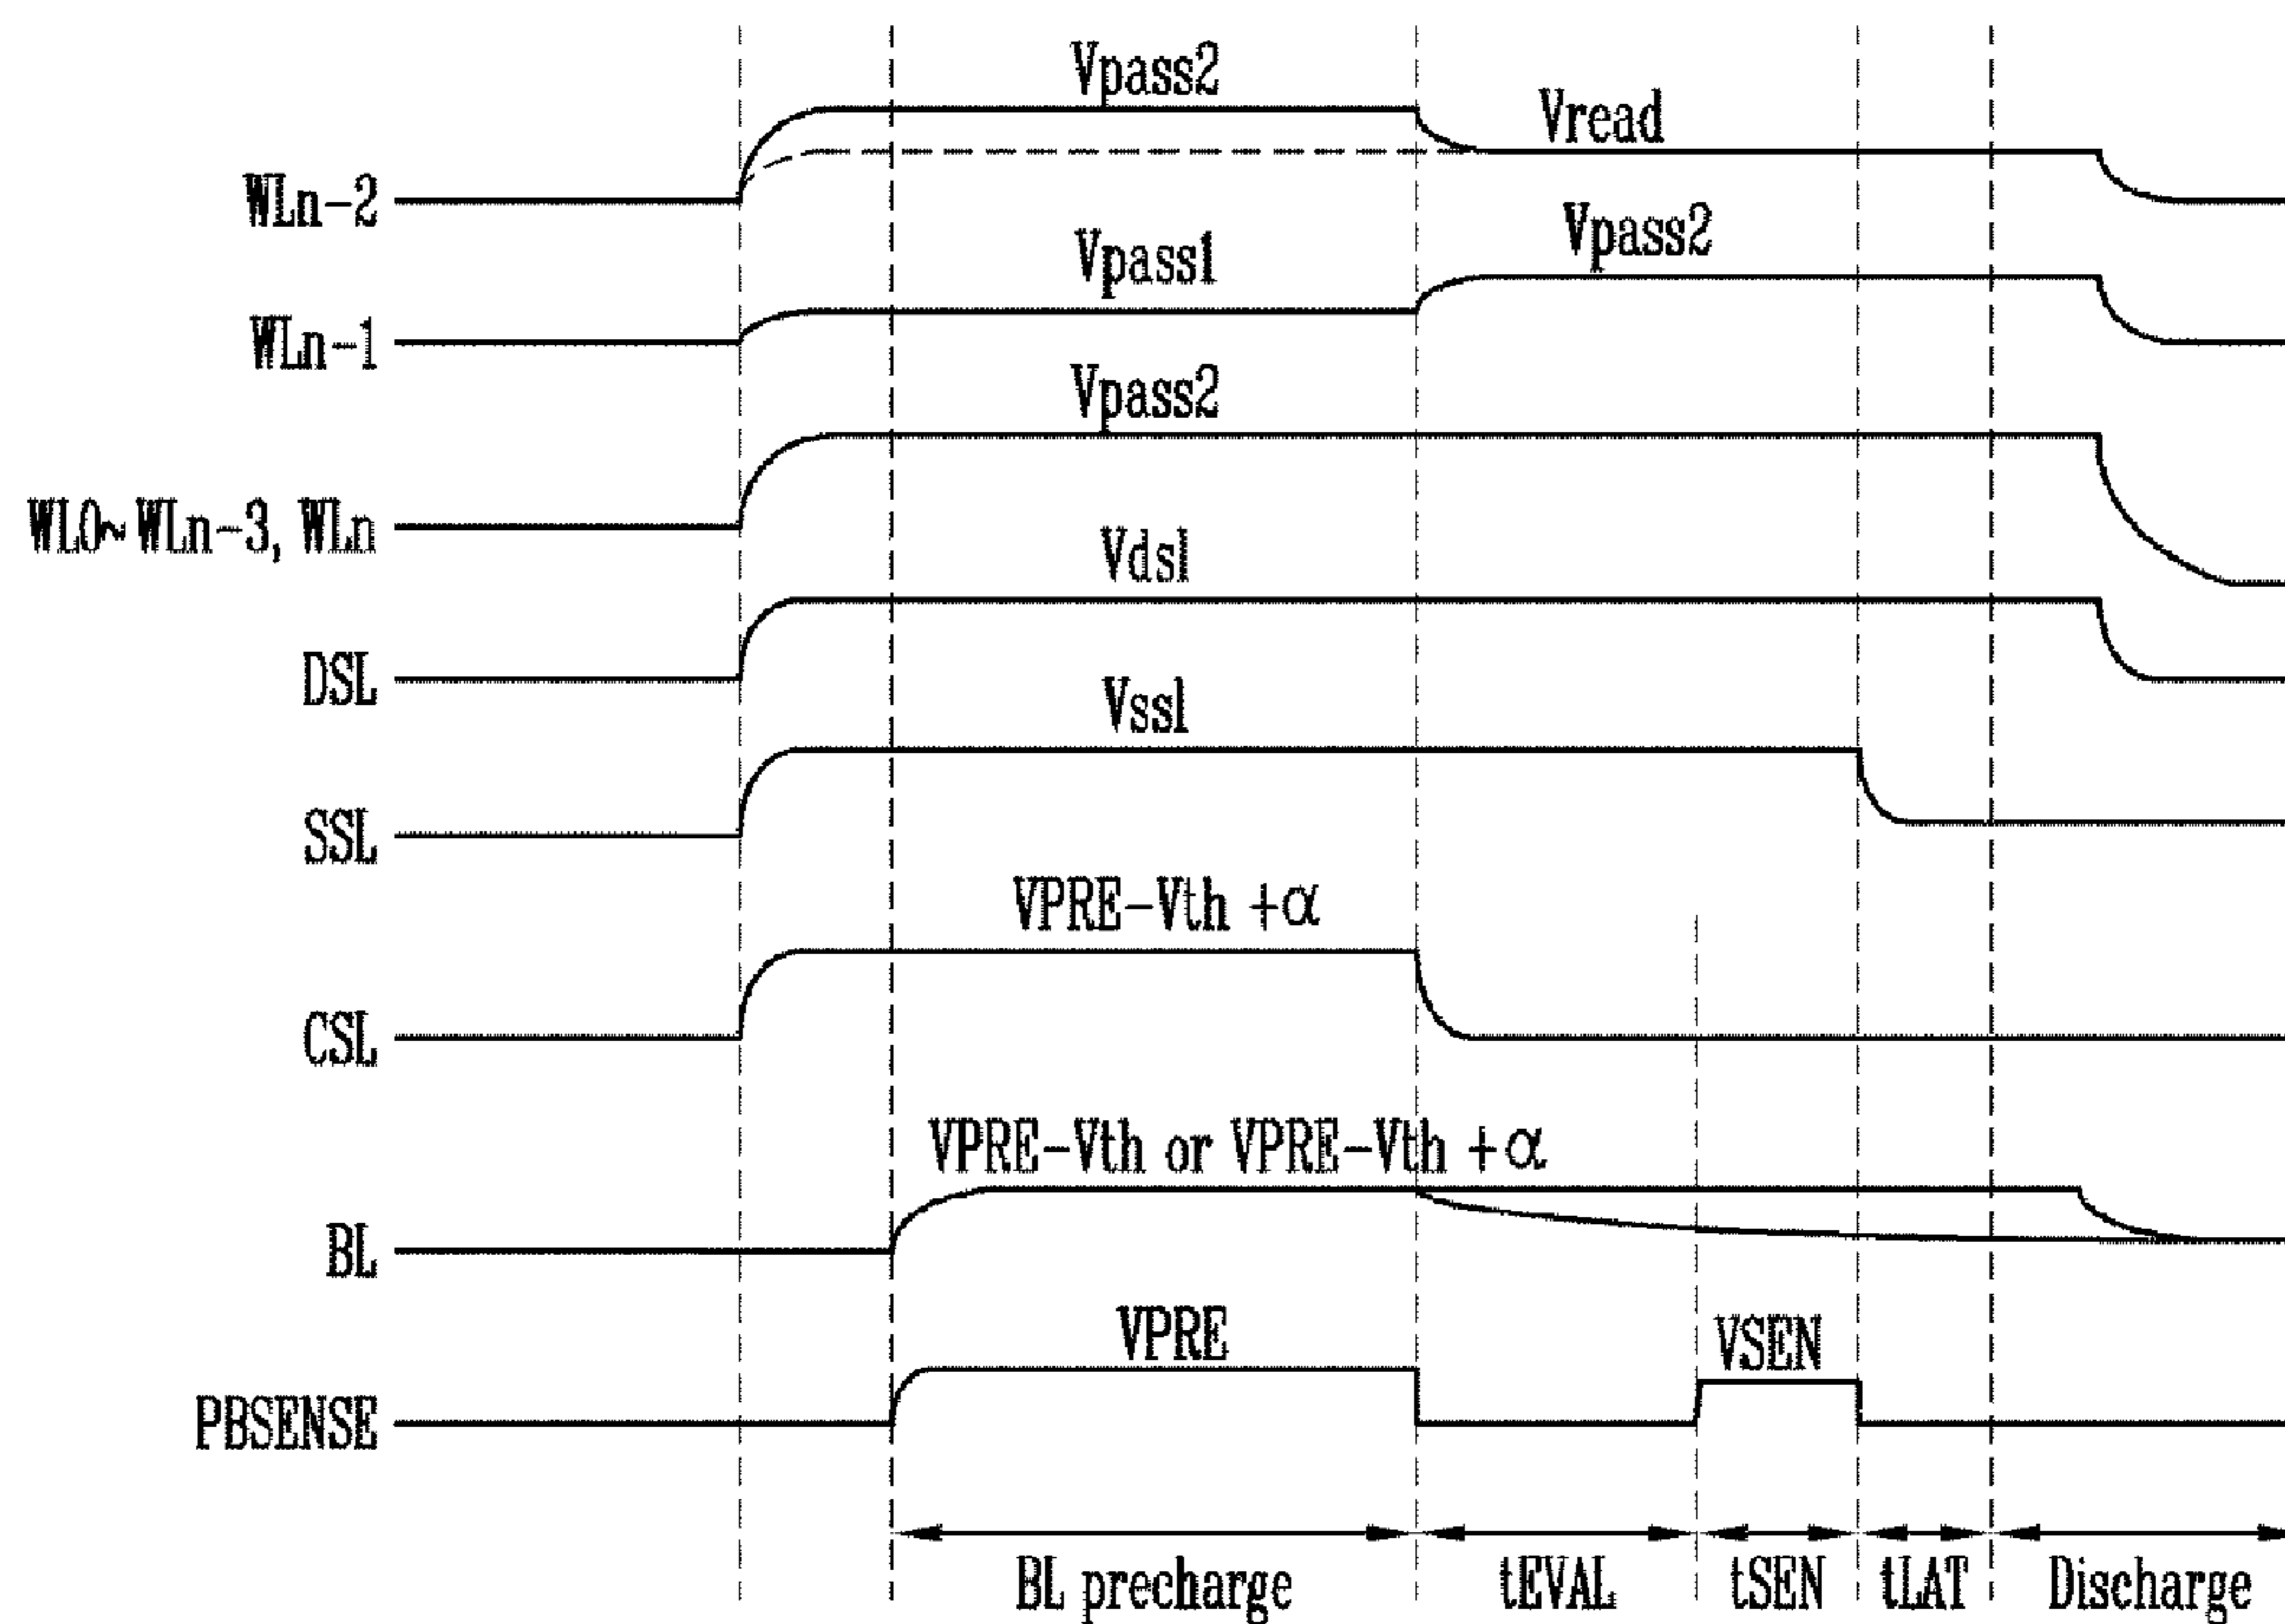 Vpass2
Vread
WLn-2
Vpass2
Vpass1
WLn-1
Vpass2
WL0~WLn-3, WLn
Vdsl
DSL
Vssl
SSL
VPRE-Vth +α
CSL
VPRE-Vth or VPRE-Vth +α
BL
VPRE
VSEN
PBSENSE
BL precharge tEVAL tSEN tLAT Discharge